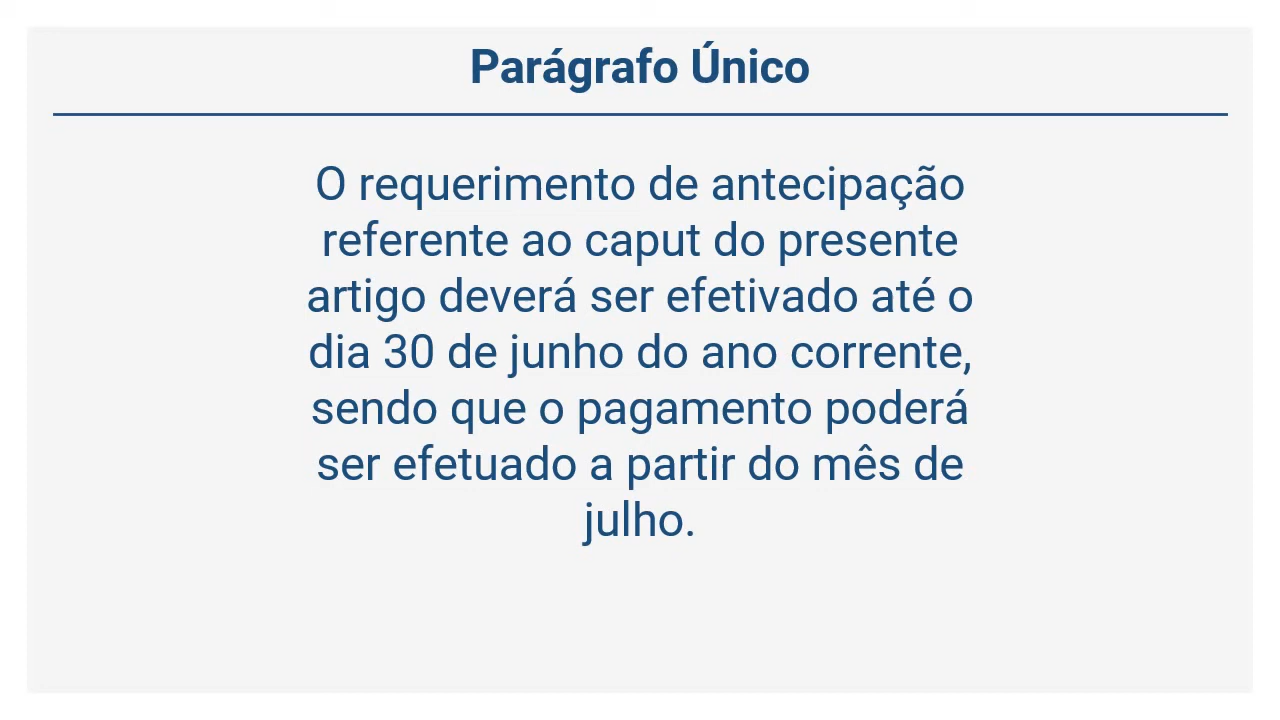 Parágrafo Único
O requerimento de antecipação
referente ao caput do presente
artigo deverá ser efetivado até o
dia 30 de junho do ano corrente,
sendo que o pagamento poderá
ser efetuado a partir do mês de
julho.